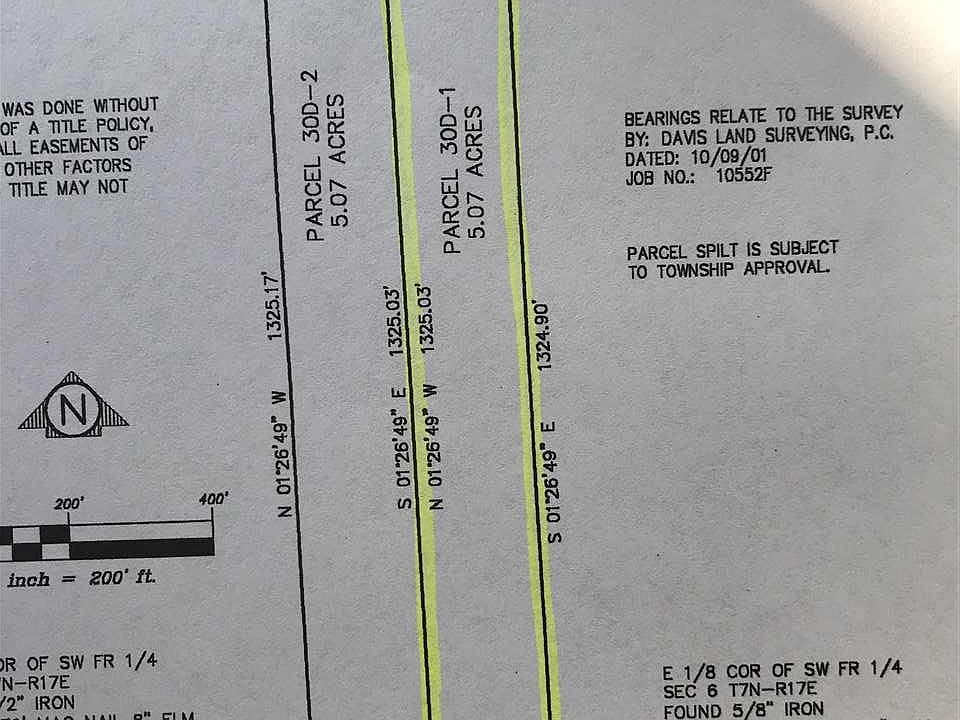 WAS DONE WITHOUT
OF A TITLE POLICY,
ALL EASEMENTS OF
OTHER FACTORS
TITLE MAY NOT
PARCEL 30D-2
5.07 ACRES
PARCEL 30D-1
5.07 ACRES
BEARINGS RELATE TO THE SURVEY
BY: DAVIS LAND SURVEYING, P.C.
DATED: 10/09/01
JOB NO.: 10552F
PARCEL SPILT IS SUBJECT
TO TOWNSHIP APPROVAL.
N 01°26'49" W 1325.17'
S 01°26'49" E 1325.03'
N 01°26'49" W 1325.03'
S 01°26'49" E 1324.90'
N
200' 400'
inch = 200' ft.
OR OF SW FR 1/4
7N-R17E
/2" IRON
MAG NAIL 8" ELM
E 1/8 COR OF SW FR 1/4
SEC 6 T7N-R17E
FOUND 5/8" IRON